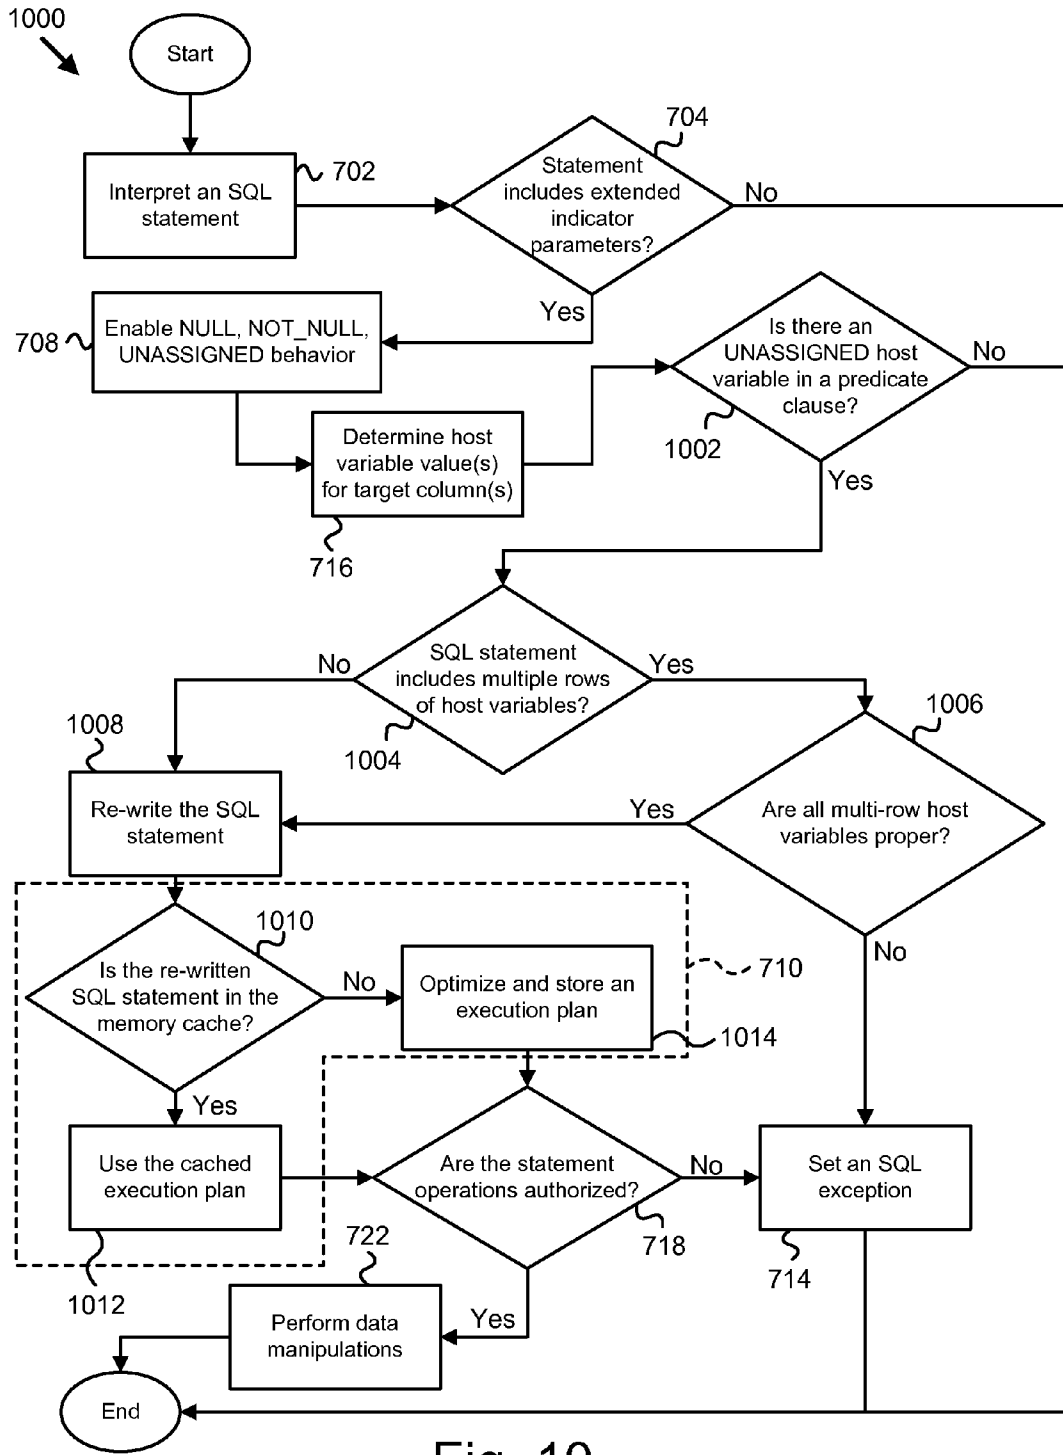 1000
Start
704
702
Interpret an SQL
statement
Statement
includes extended
indicator
parameters?
No
Yes
708
Enable NULL, NOT_NULL,
UNASSIGNED behavior
Is there an
UNASSIGNED host
variable in a predicate
clause?
No
1002
Determine host
variable value(s)
for target column(s)
Yes
716
SQL statement
includes multiple rows
of host variables?
No
Yes
1004
1006
1008
Re-write the SQL
statement
Yes
Are all multi-row host
variables proper?
1010
No
Is the re-written
SQL statement in the
memory cache?
No
Optimize and store an
execution plan
710
1014
Yes
Use the cached
execution plan
Are the statement
operations authorized?
No
Set an SQL
exception
718
722
714
1012
Perform data
manipulations
Yes
End
Fig. 10